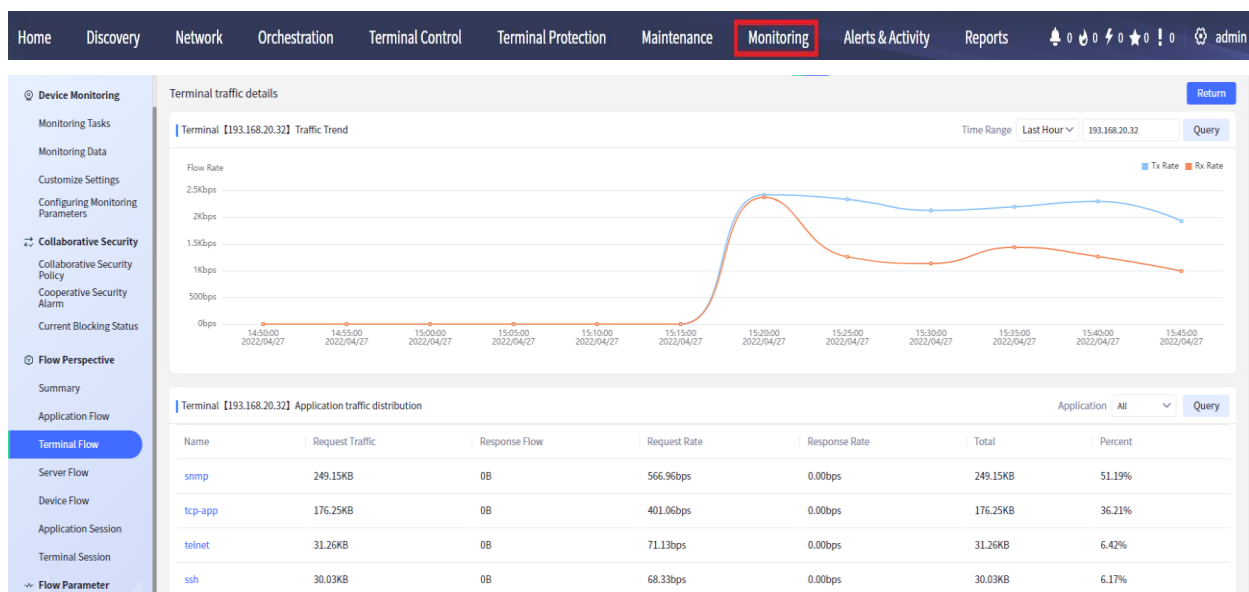 Home Discovery Network Orchestration Terminal Control Terminal Protection Maintenance Monitoring Alerts & Activity Reports 0 0 0 0 0 admin
Device Monitoring
Monitoring Tasks
Monitoring Data
Customize Settings
Configuring Monitoring
Parameters
Collaborative Security
Collaborative Security
Policy
Cooperative Security
Alarm
Current Blocking Status
Flow Perspective
Summary
Application Flow
Terminal Flow
Server Flow
Device Flow
Application Session
Terminal Session
Flow Parameter
Terminal traffic details Return
Terminal【193.168.20.32】Traffic Trend Time Range Last Hour 193.168.20.32 Query
Flow Rate Tx Rate Rx Rate
2.5Kbps
2Kbps
1.5Kbps
1Kbps
500bps
0bps
14:50:00 14:55:00 15:00:00 15:05:00 15:10:00 15:15:00 15:20:00 15:25:00 15:30:00 15:35:00 15:40:00 15:45:00
2022/04/27 2022/04/27 2022/04/27 2022/04/27 2022/04/27 2022/04/27 2022/04/27 2022/04/27 2022/04/27 2022/04/27 2022/04/27 2022/04/27
Terminal【193.168.20.32】Application traffic distribution Application All Query
Name Request Traffic Response Flow Request Rate Response Rate Total Percent
snmp 249.15KB 0B 566.96bps 0.00bps 249.15KB 51.19%
tcp-app 176.25KB 0B 401.06bps 0.00bps 176.25KB 36.21%
telnet 31.26KB 0B 71.13bps 0.00bps 31.26KB 6.42%
ssh 30.03KB 0B 68.33bps 0.00bps 30.03KB 6.17%